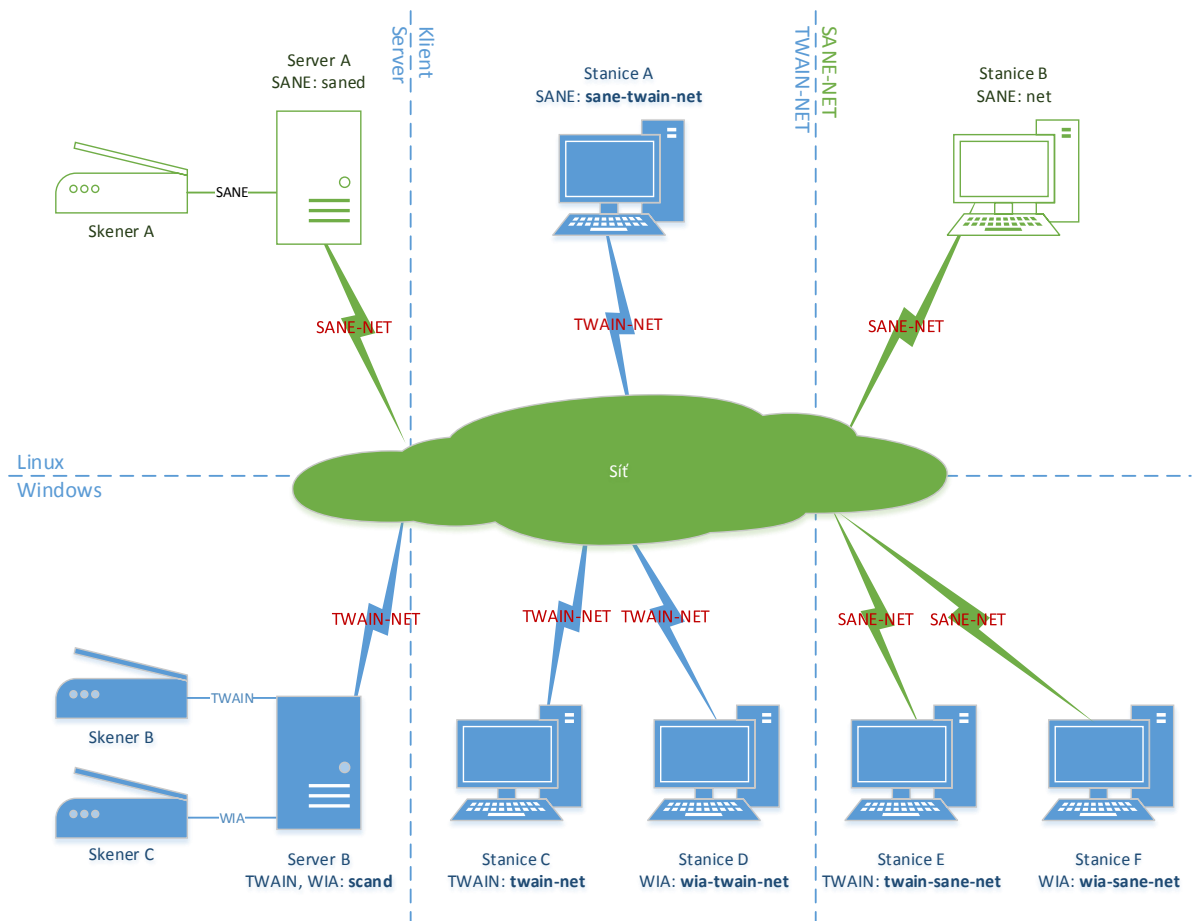 Server
Klient
TWAIN-NET
SANE-NET
Server A
SANE: saned
Stanice A
SANE: sane-twain-net
Stanice B
SANE: net
SANE
Skener A
SANE-NET
TWAIN-NET
SANE-NET
Linux
Windows
Síť
TWAIN-NET
TWAIN-NET
TWAIN-NET
SANE-NET
SANE-NET
TWAIN
Skener B
WIA
Skener C
Server B
TWAIN, WIA: scand
Stanice C
TWAIN: twain-net
Stanice D
WIA: wia-twain-net
Stanice E
TWAIN: twain-sane-net
Stanice F
WIA: wia-sane-net